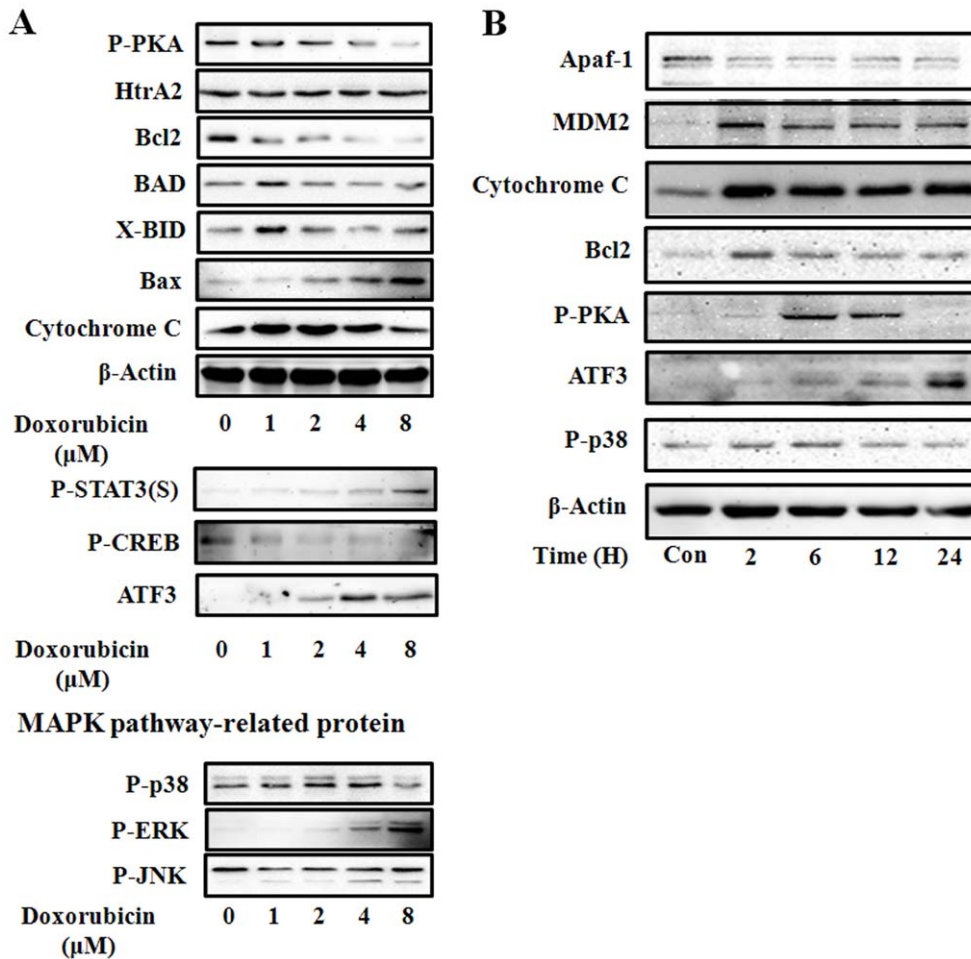 A
P-PKA
HtrA2
Bcl2
BAD
X-BID
Bax
Cytochrome C
β-Actin
Doxorubicin 0 1 2 4 8
(μM)
P-STAT3(S)
P-CREB
ATF3
Doxorubicin 0 1 2 4 8
(μM)
MAPK pathway-related protein
P-p38
P-ERK
P-JNK
Doxorubicin 0 1 2 4 8
(μM)
B
Apaf-1
MDM2
Cytochrome C
Bcl2
P-PKA
ATF3
P-p38
β-Actin
Time (H) Con 2 6 12 24